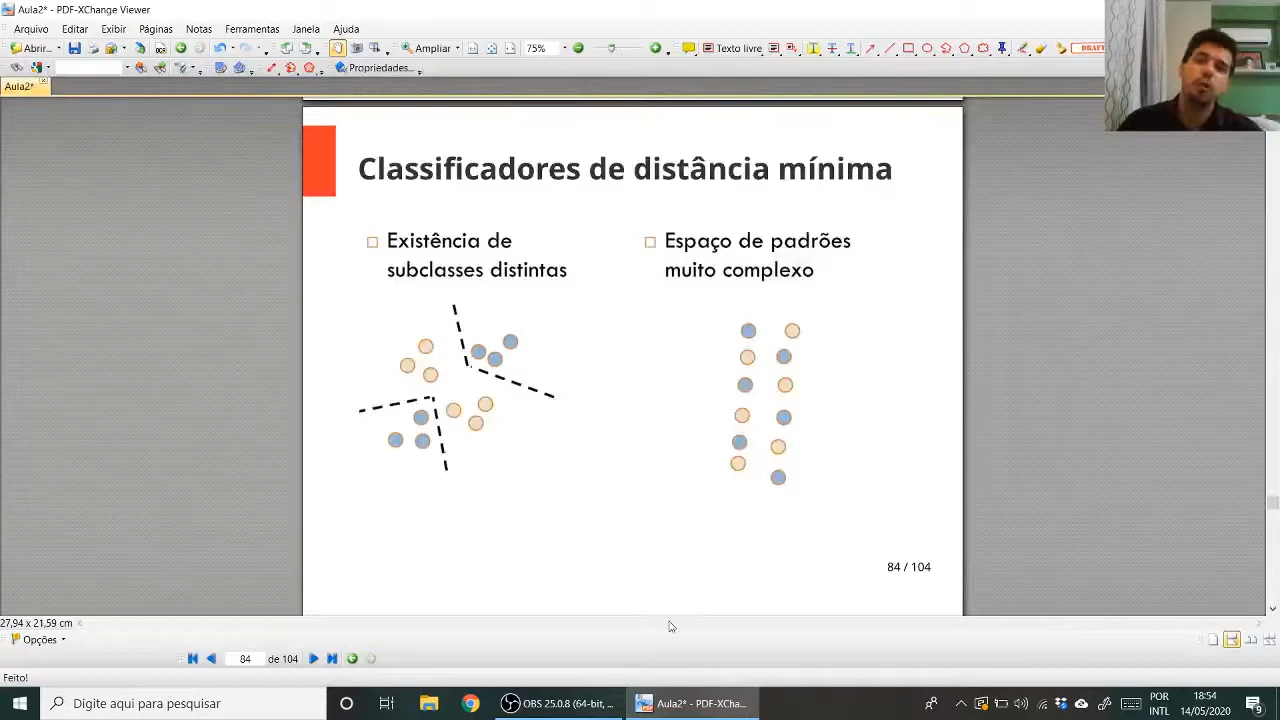 Aula2* - PDF-XChange Viewer
Arquivo Editar Exibir Páginas Notas Ferramentas Janela Ajuda
Abrir... Ampliar 75% Texto livre DRAFT
Propriedades...
Aula2*
Classificadores de distância mínima
Existência de
subclasses distintas
Espaço de padrões
muito complexo
84 / 104
27,94 x 21,59 cm
Opções
84 de 104
Feito!
Digite aqui para pesquisar
OBS 25.0.8 (64-bit, ...
Aula2* - PDF-XCha...
POR
INTL
18:54
14/05/2020